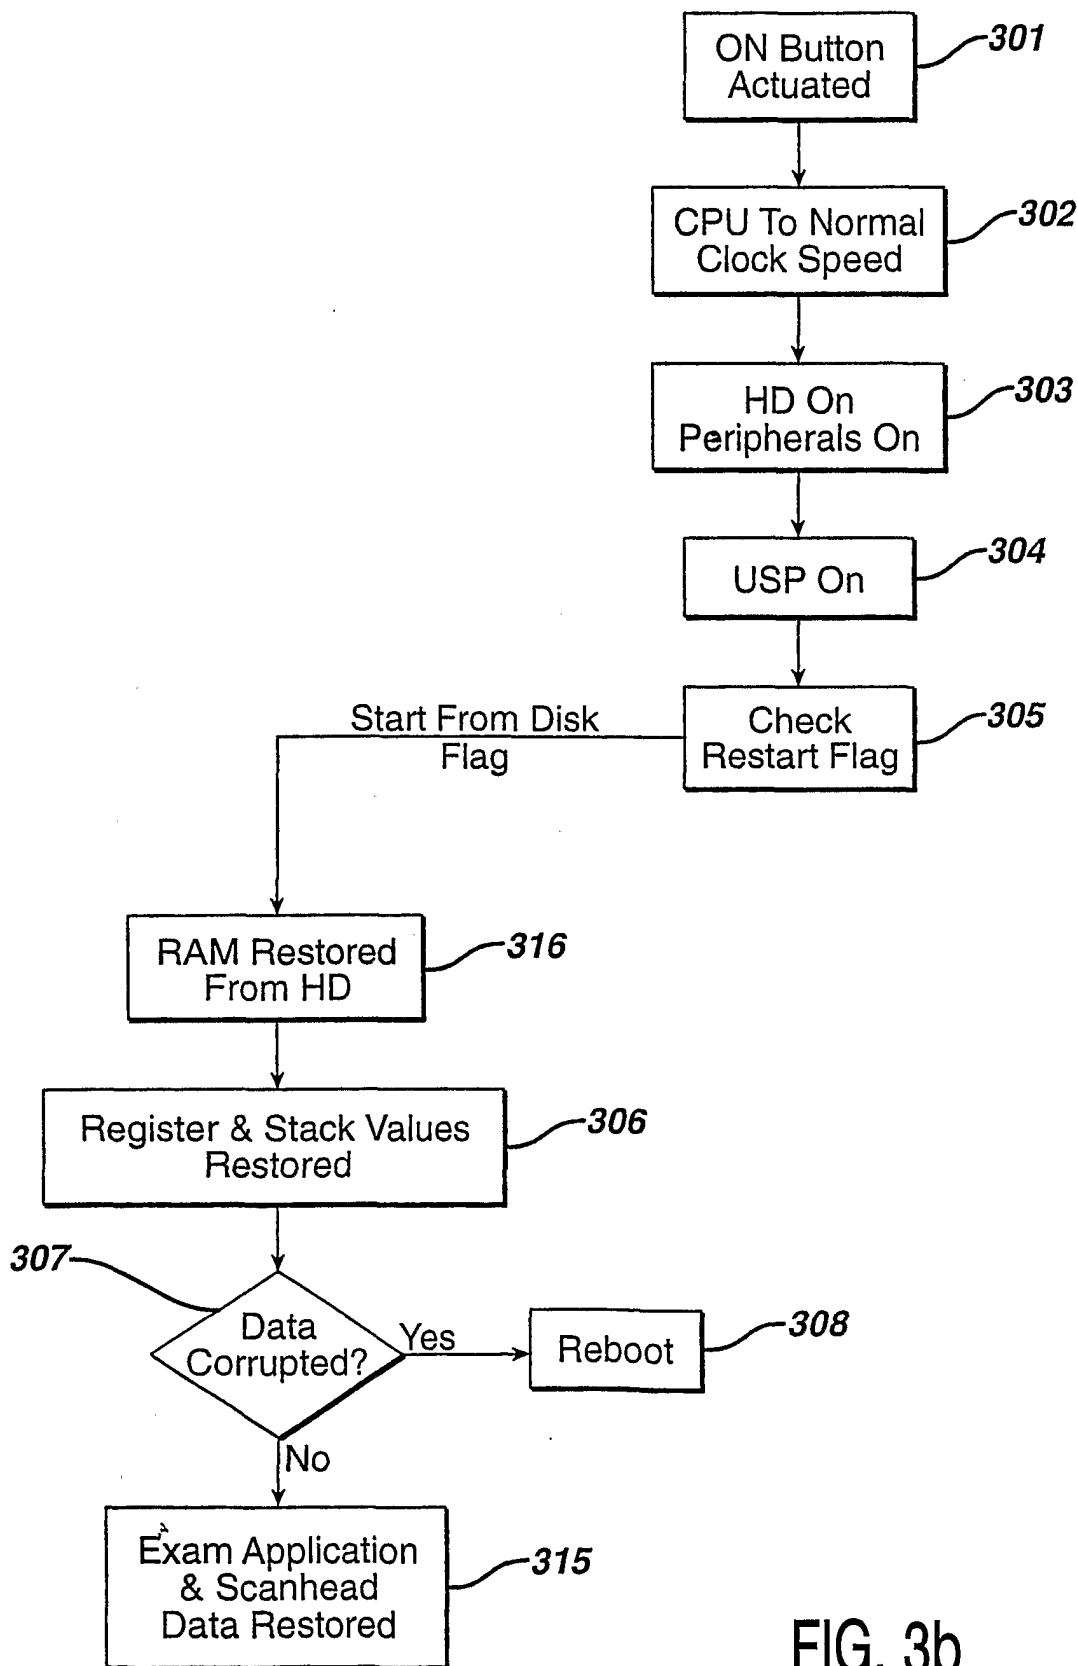 ON Button
Actuated
301
CPU To Normal
Clock Speed
302
HD On
Peripherals On
303
USP On
304
Check
Restart Flag
305
Start From Disk
Flag
RAM Restored
From HD
316
Register & Stack Values
Restored
306
307
Data
Corrupted?
Yes
Reboot
308
No
Exam Application
& Scanhead
Data Restored
315
FIG. 3b